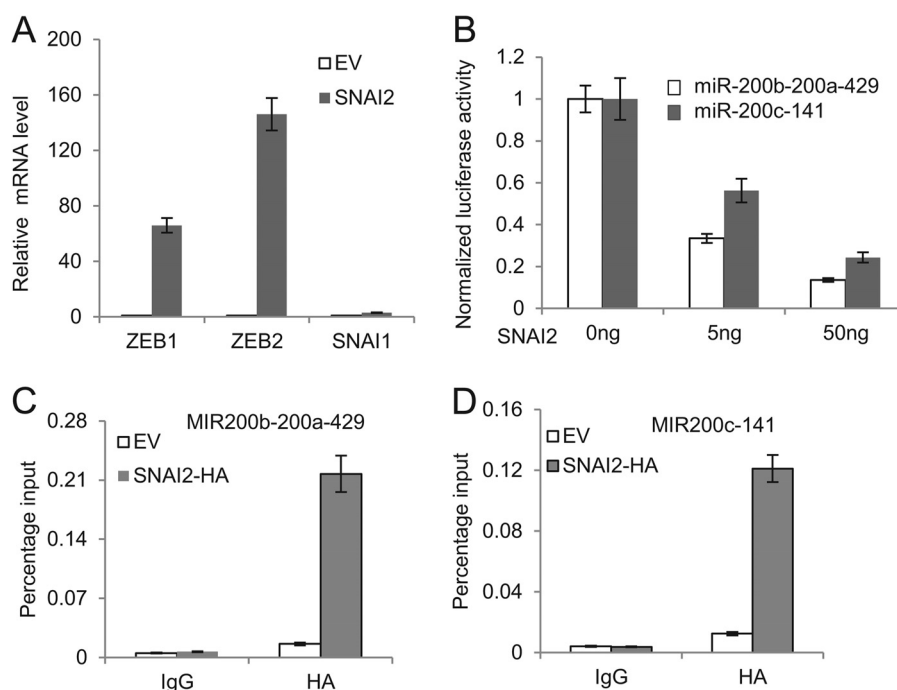 A
Relative mRNA level
200
160
120
80
40
0
EV
SNAI2
ZEB1 ZEB2 SNAI1
B
Normalized luciferase activity
1.2
1
0.8
0.6
0.4
0.2
0
miR-200b-200a-429
miR-200c-141
SNAI2 0ng 5ng 50ng
C
MIR200b-200a-429
Percentage input
0.28
0.21
0.14
0.07
0
EV
SNAI2-HA
IgG HA
D
MIR200c-141
Percentage input
0.16
0.12
0.08
0.04
0
EV
SNAI2-HA
IgG HA